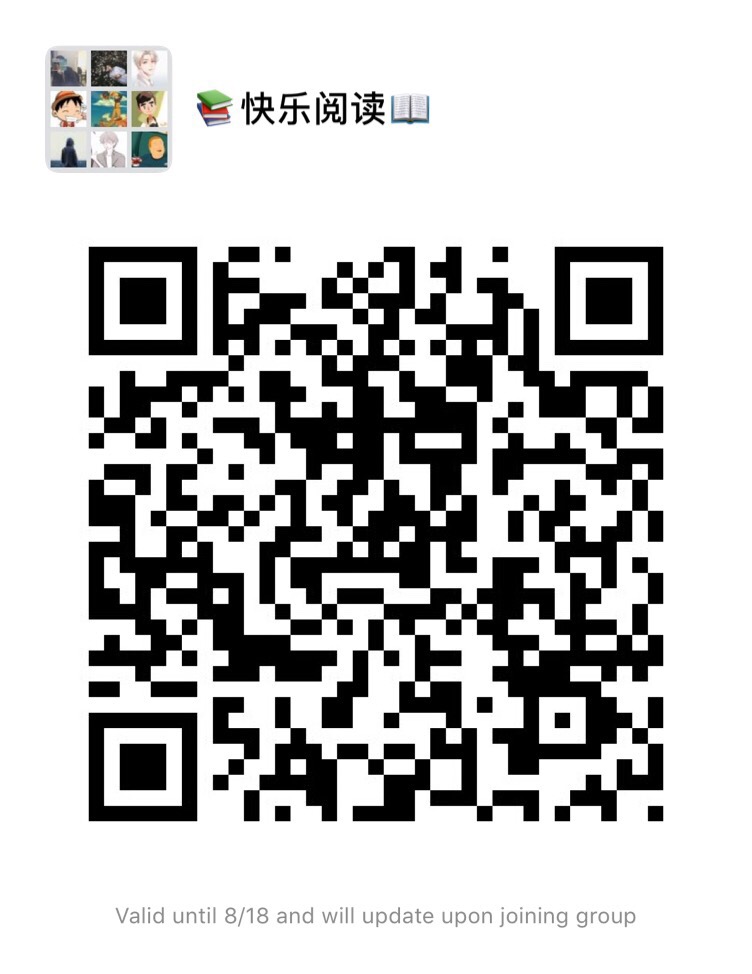 📚快乐阅读📖
Valid until 8/18 and will update upon joining group